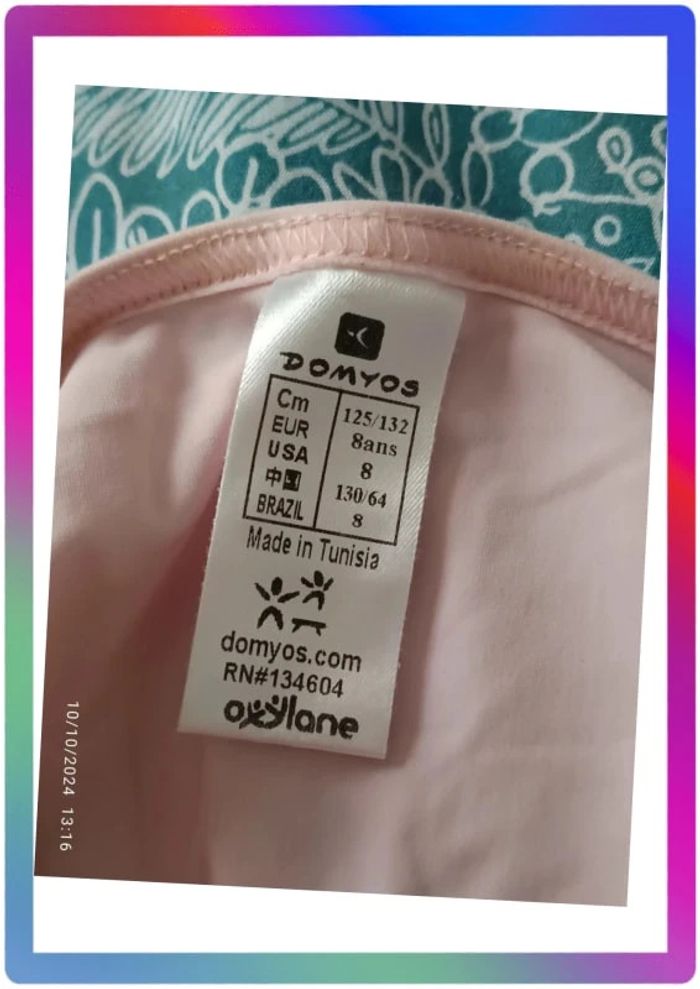 DOMYOS
Cm 125/132
EUR 8ans
USA 8
中国 130/64
BRAZIL 8
Made in Tunisia
domyos.com
RN#134604
oxylane
10/10/2024 13:16